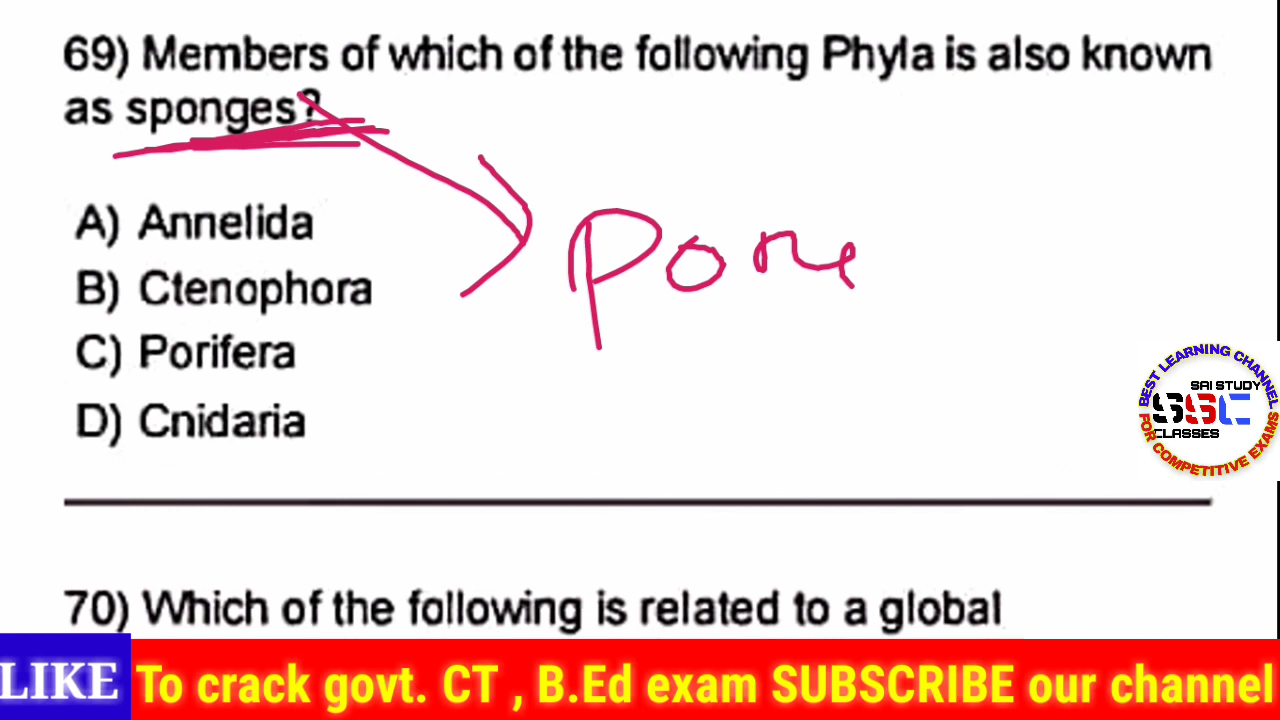 69) Members of which of the following Phyla is also known
as sponges?
Pore
A) Annelida
B) Ctenophora
C) Porifera
D) Cnidaria
BEST LEARNING CHANNEL
SAI STUDY
SSC
CLASSES
FOR COMPETITIVE EXAMS
70) Which of the following is related to a global
LIKE To crack govt. CT , B.Ed exam SUBSCRIBE our channel